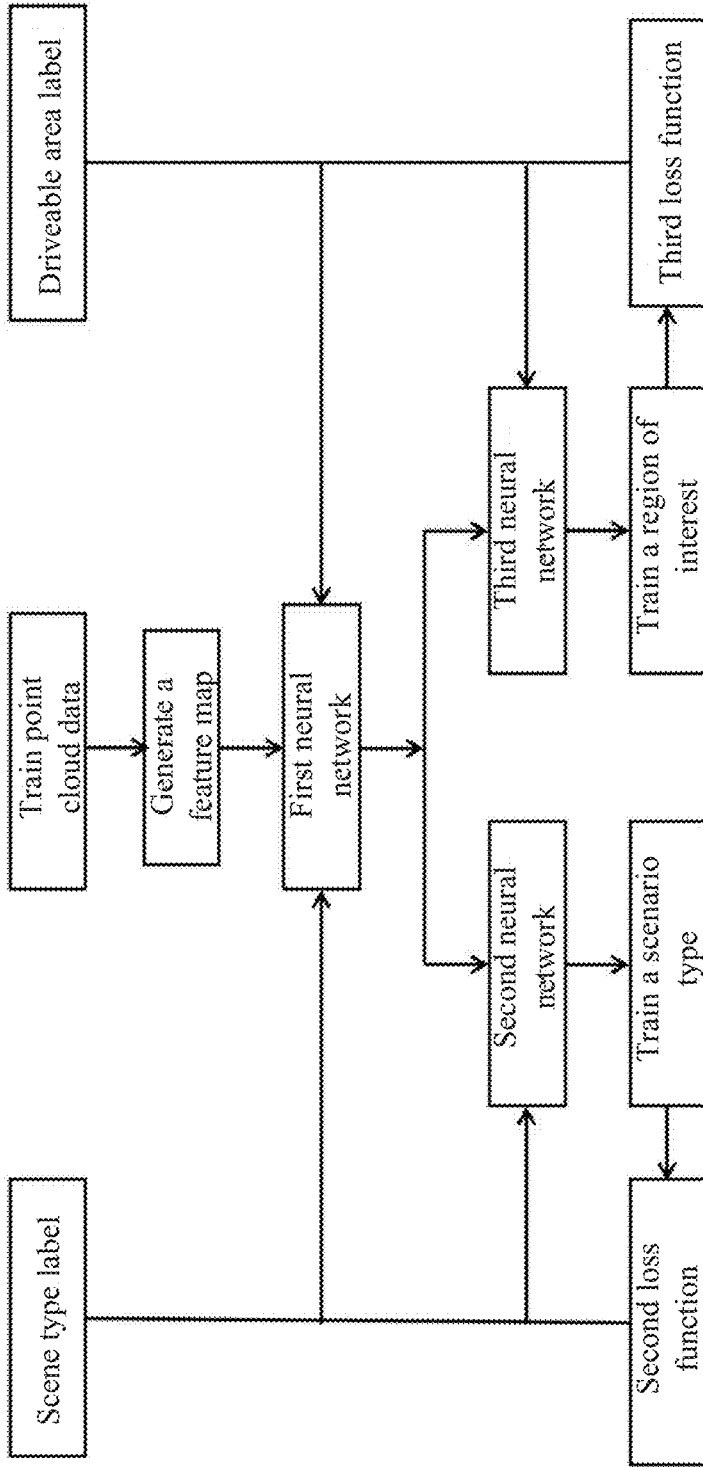 Scene type label
Train point
cloud data
Driveable area label
Generate a
feature map
First neural
network
Second neural
network
Third neural
network
Second loss
function
Train a scenario
type
Train a region of
interest
Third loss function